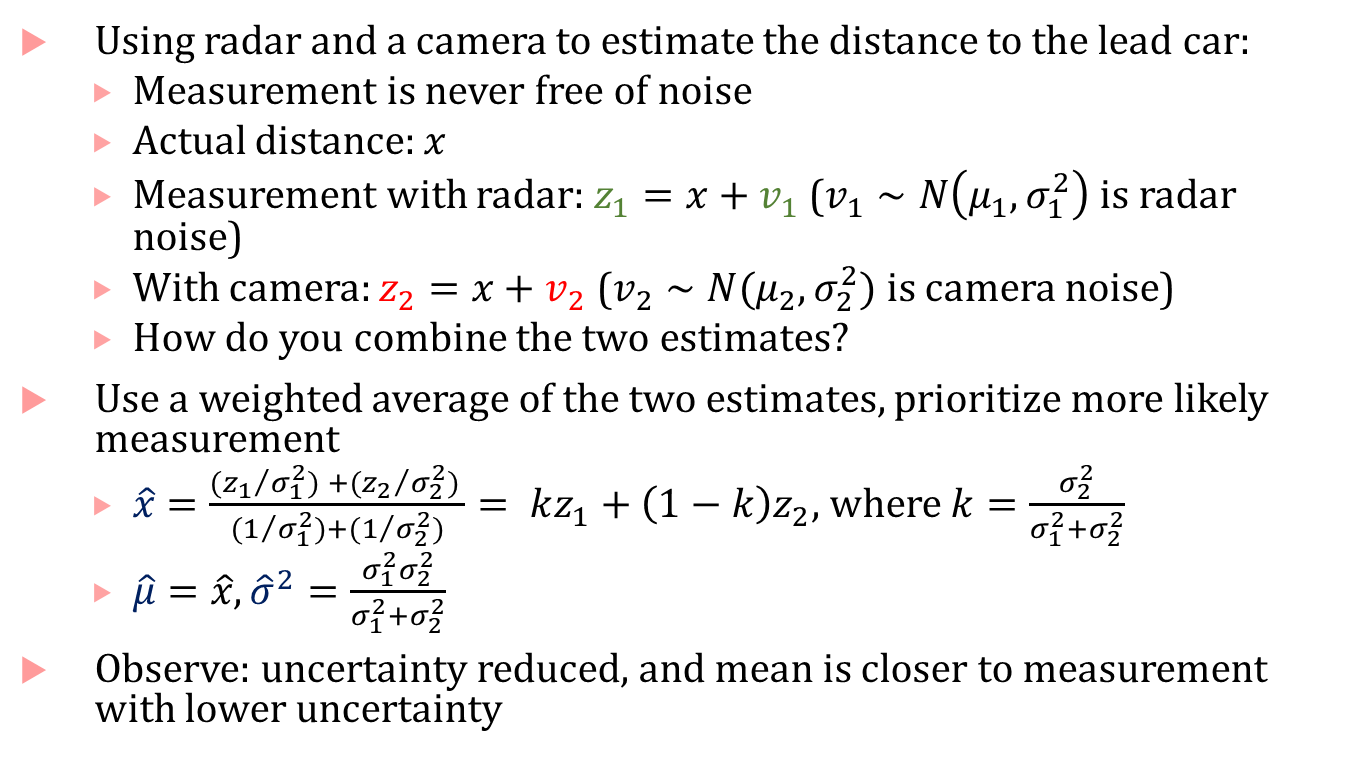 Using radar and a camera to estimate the distance to the lead car:
Measurement is never free of noise
Actual distance: x
Measurement with radar: z₁ = x + v₁ (v₁ ~ N(μ₁, σ₁²) is radar
noise)
With camera: z₂ = x + v₂ (v₂ ~ N(μ₂, σ₂²) is camera noise)
How do you combine the two estimates?
Use a weighted average of the two estimates, prioritize more likely
measurement
x̂ = ((z₁/σ₁²) +(z₂/σ₂²))/((1/σ₁²)+(1/σ₂²)) = kz₁ + (1 − k)z₂, where k = σ₂²/(σ₁²+σ₂²)
μ̂ = x̂, σ̂² = σ₁²σ₂²/(σ₁²+σ₂²)
Observe: uncertainty reduced, and mean is closer to measurement
with lower uncertainty